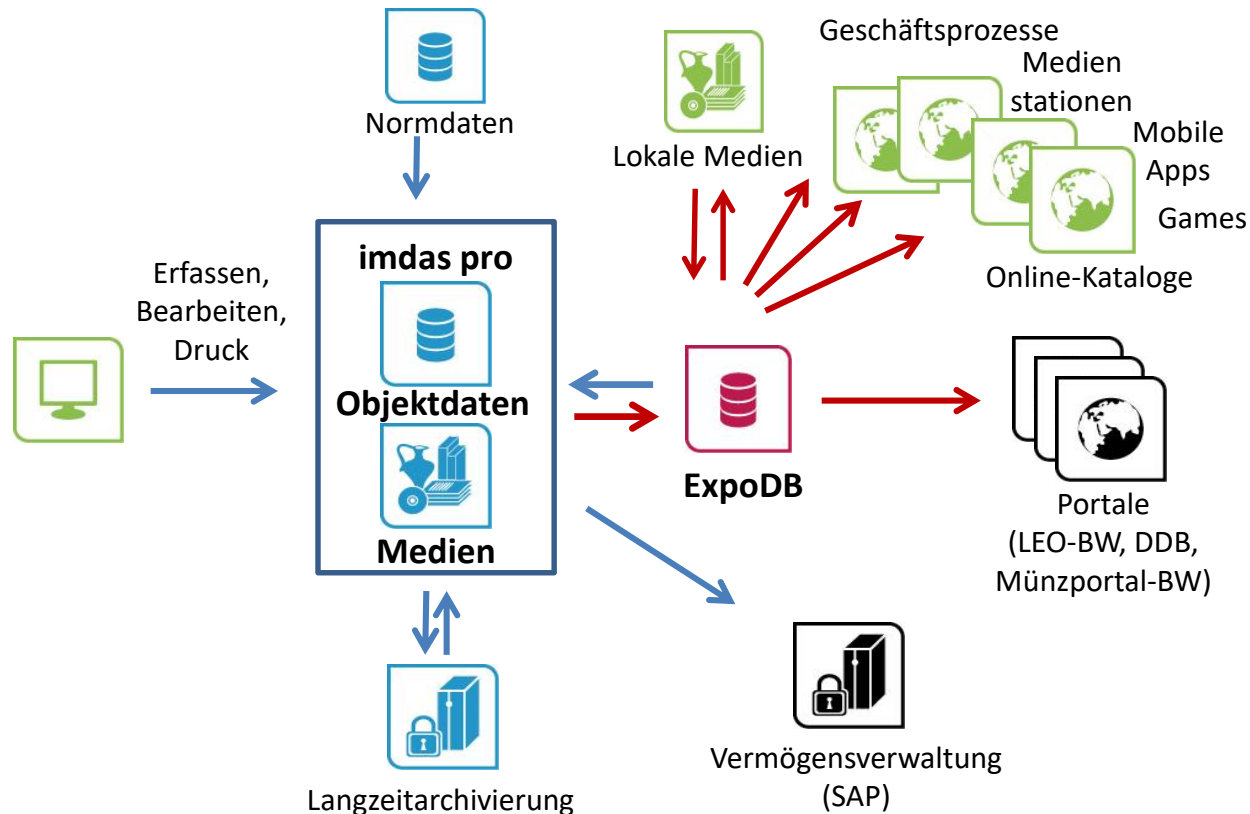 Geschäftsprozesse
Medien
stationen
Mobile
Apps
Games
Online-Kataloge
Normdaten
Lokale Medien
Erfassen,
Bearbeiten,
Druck
imdas pro
Objektdaten
Medien
ExpoDB
Portale
(LEO-BW, DDB,
Münzportal-BW)
Langzeitarchivierung
Vermögensverwaltung
(SAP)